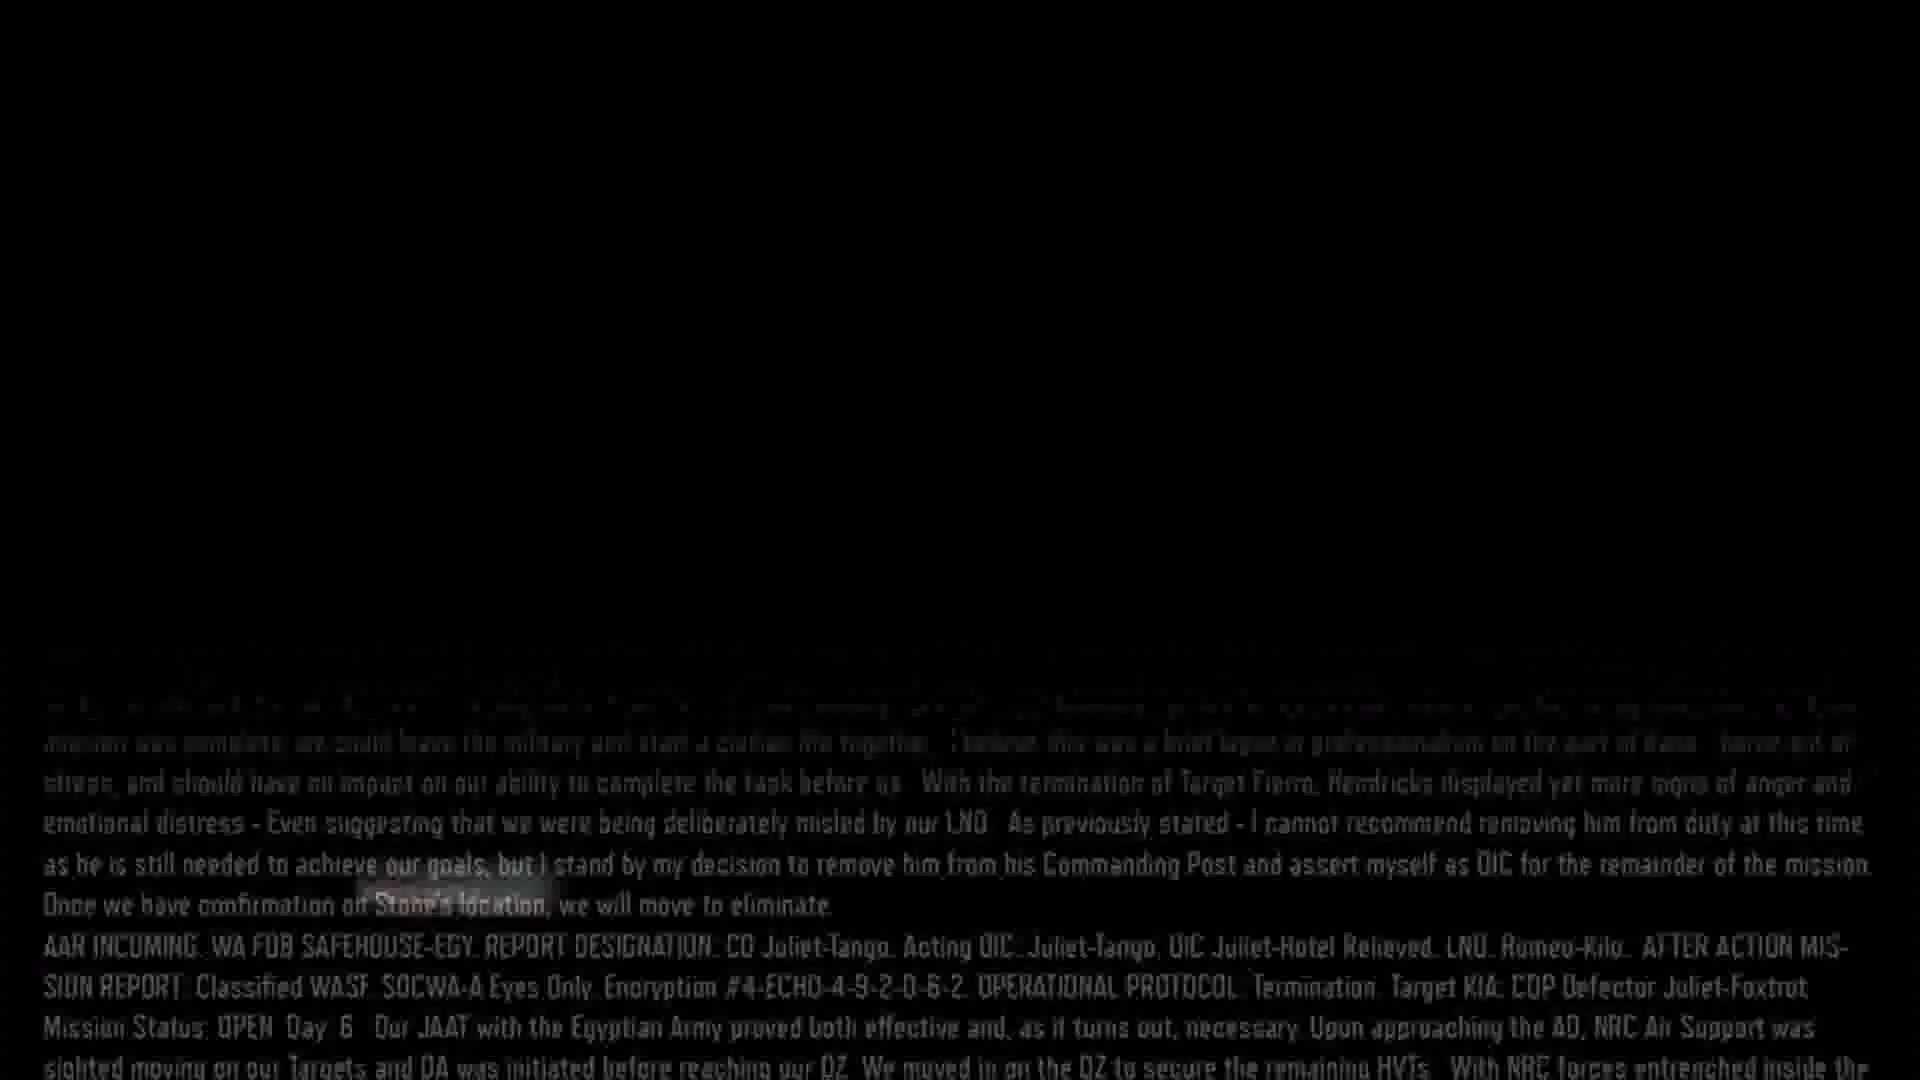 mission was complete, we could leave the military and start a civilian life together. I believe this was a brief lapse in professionalism on the part of Kane - borne out of
stress, and should have no impact on our ability to complete the task before us. With the termination of Target Fierro, Hendricks displayed yet more signs of anger and
emotional distress - Even suggesting that we were being deliberately misled by our LNO. As previously stated - I cannot recommend removing him from duty at this time
as he is still needed to achieve our goals, but I stand by my decision to remove him from his Commanding Post and assert myself as OIC for the remainder of the mission.
Once we have confirmation on Stone's location, we will move to eliminate.
AAR INCOMING. WA FOB SAFEHOUSE-EGY. REPORT DESIGNATION: CO Juliet-Tango. Acting OIC: Juliet-Tango. OIC Juliet-Hotel Relieved. LNO: Romeo-Kilo. AFTER ACTION MIS-
SION REPORT: Classified WASF. SOCWA-A Eyes Only. Encryption #4-ECHO-4-9-2-0-6-2. OPERATIONAL PROTOCOL: Termination. Target KIA: CDP Defector Juliet-Foxtrot.
Mission Status: OPEN. Day 6. Our JAAT with the Egyptian Army proved both effective and, as it turns out, necessary. Upon approaching the AO, NRC Air Support was
sighted moving on our Targets and DA was initiated before reaching our DZ. We moved in on the DZ to secure the remaining HVTs. With NRC forces entrenched inside the